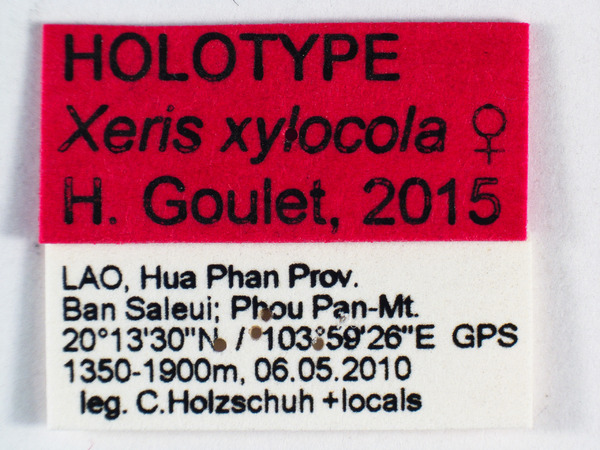 HOLOTYPE
Xeris xylocola ♀
H. Goulet, 2015
LAO, Hua Phan Prov.
Ban Saleui; Phou Pan-Mt.
20°13'30"N / 103°59'26"E GPS
1350-1900m, 06.05.2010
leg. C.Holzschuh +locals